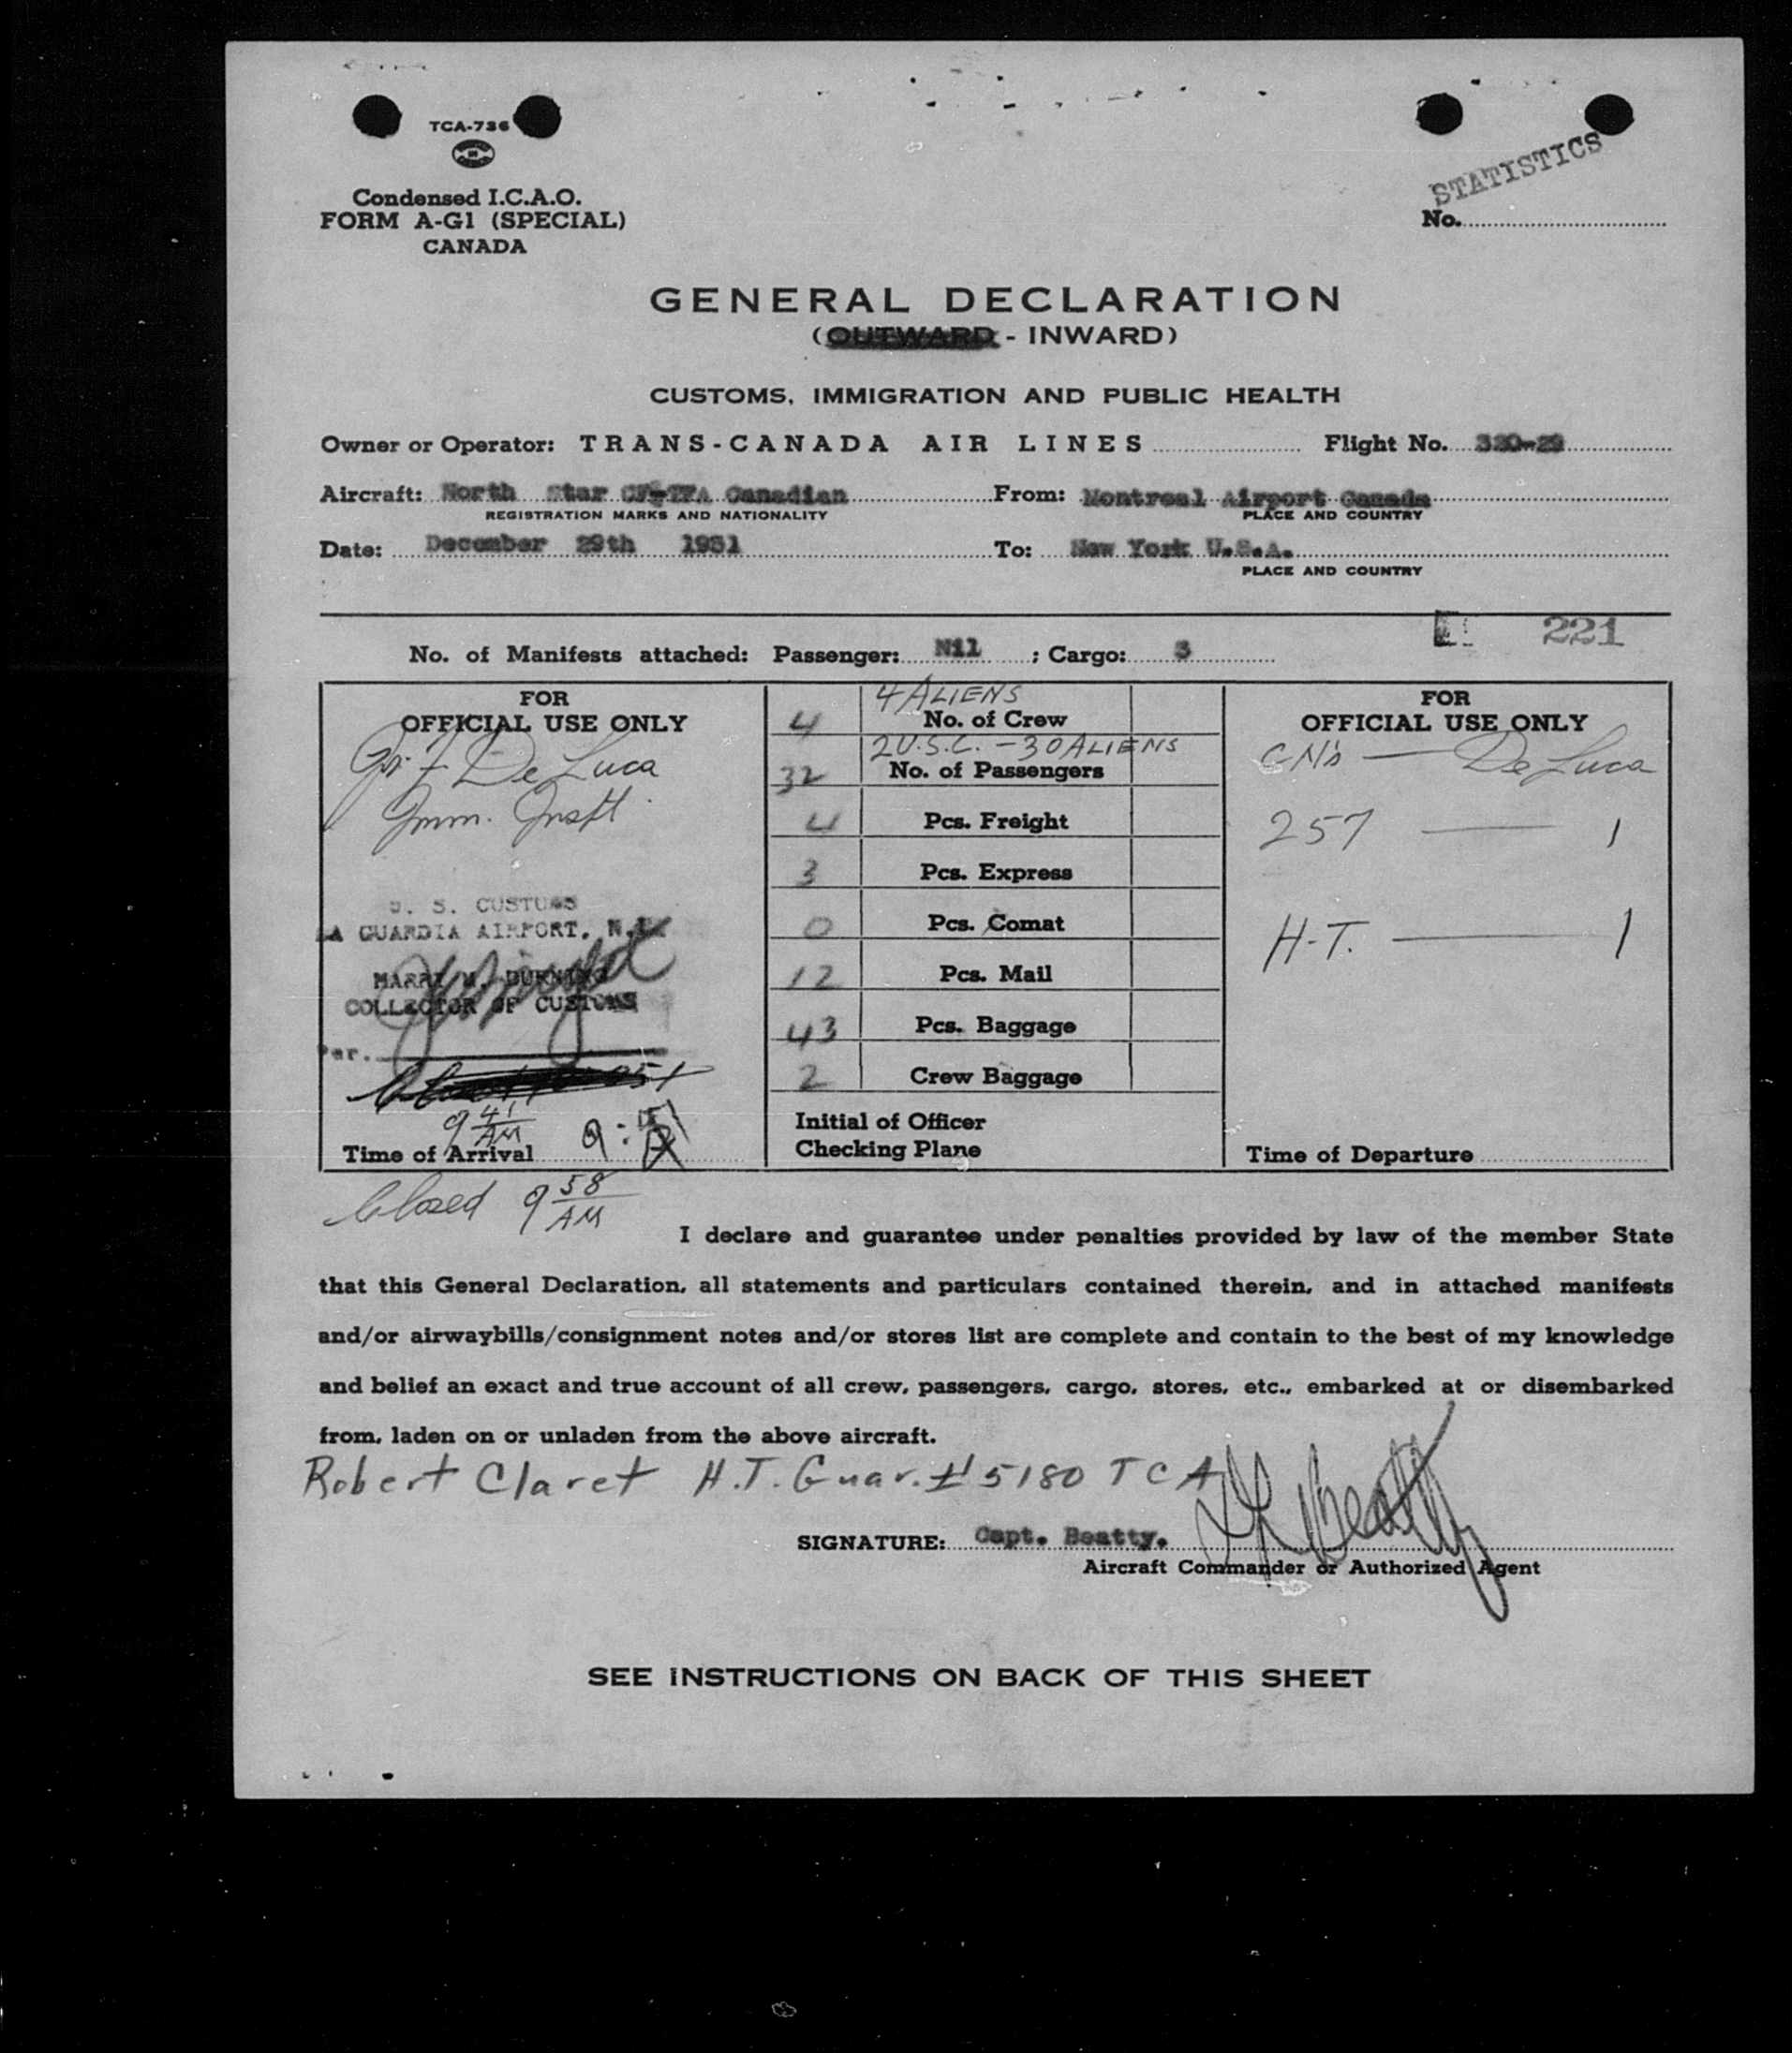 TCA-736
Condensed I.C.A.O.
FORM A-G1 (SPECIAL)
CANADA
STATISTICS
No.
GENERAL DECLARATION
(OUTWARD - INWARD)
CUSTOMS, IMMIGRATION AND PUBLIC HEALTH
Owner or Operator: TRANS-CANADA AIR LINES Flight No. 320-29
Aircraft: North Star Canadian From: Montreal Airport Canada
REGISTRATION MARKS AND NATIONALITY PLACE AND COUNTRY
Date: December 29th 1951 To: New York U.S.A.
PLACE AND COUNTRY
221
No. of Manifests attached: Passenger: Nil ; Cargo: 3
FOR
OFFICIAL USE ONLY
De Luca
Imm. Inspt.
U. S. CUSTOMS
LA GUARDIA AIRPORT, N.Y.
HARRY M. DURNING
COLLECTOR OF CUSTOMS
Per.
9 41 AM
Time of Arrival 9:
4 ALIENS
4 No. of Crew
2 U.S.C. - 30 ALIENS
32 No. of Passengers
4 Pcs. Freight
3 Pcs. Express
0 Pcs. Comat
12 Pcs. Mail
43 Pcs. Baggage
2 Crew Baggage
Initial of Officer
Checking Plane
FOR
OFFICIAL USE ONLY
CN's — De Luca
257 — 1
H.T. — 1
Time of Departure
Closed 9 58 AM
I declare and guarantee under penalties provided by law of the member State
that this General Declaration, all statements and particulars contained therein, and in attached manifests
and/or airwaybills/consignment notes and/or stores list are complete and contain to the best of my knowledge
and belief an exact and true account of all crew, passengers, cargo, stores, etc., embarked at or disembarked
from, laden on or unladen from the above aircraft.
Robert Claret H.T. Guar. #5180 TCA
SIGNATURE: Capt. Beatty. Beatty
Aircraft Commander or Authorized Agent
SEE INSTRUCTIONS ON BACK OF THIS SHEET